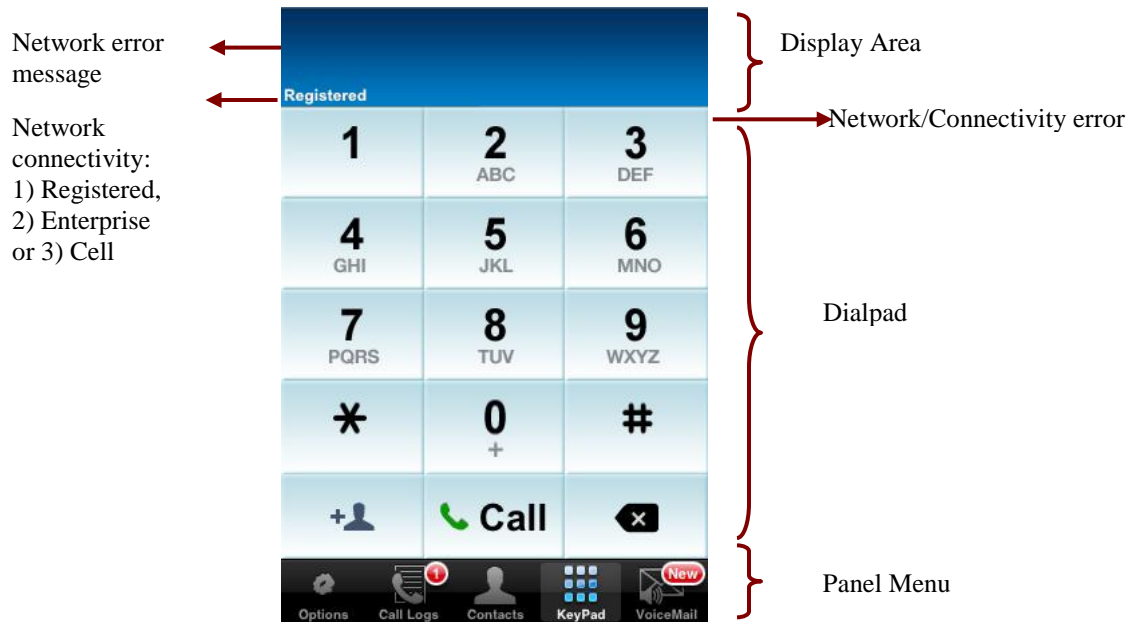 Network error
message
Network
connectivity:
1) Registered,
2) Enterprise
or 3) Cell
Registered
1
2
ABC
3
DEF
4
GHI
5
JKL
6
MNO
7
PQRS
8
TUV
9
WXYZ
*
0
+
#
+
Call
Options
1
Call Logs
Contacts
KeyPad
New
VoiceMail
Display Area
Network/Connectivity error
Dialpad
Panel Menu